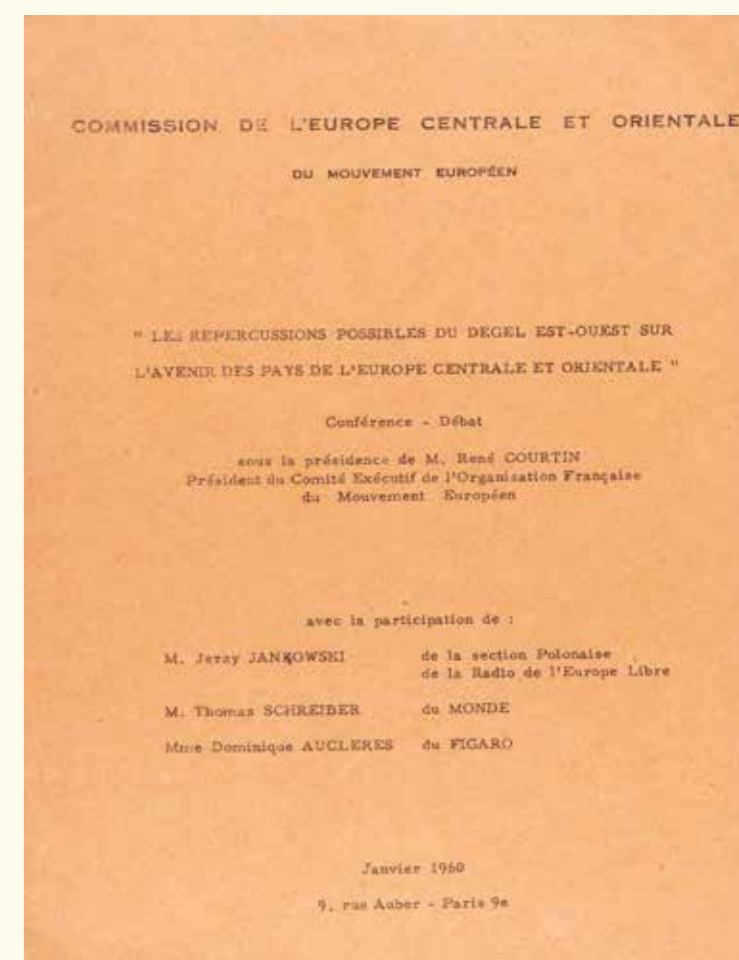 COMMISSION DE L'EUROPE CENTRALE ET ORIENTALE
DU MOUVEMENT EUROPÉEN
" LES REPERCUSSIONS POSSIBLES DU DEGEL EST-OUEST SUR
L'AVENIR DES PAYS DE L'EUROPE CENTRALE ET ORIENTALE "
Conférence - Débat
sous la présidence de M. René COURTIN
Président du Comité Exécutif de l'Organisation Française
du Mouvement Européen
avec la participation de :
M. Jerzy JANKOWSKI de la section Polonaise
de la Radio de l'Europe Libre
M. Thomas SCHREIBER du MONDE
Mme Dominique AUCLERES du FIGARO
Janvier 1960
9, rue Auber - Paris 9e